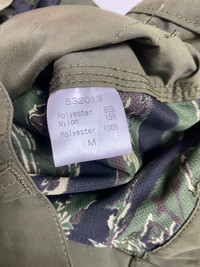 532013
Polyester 85%
Nylon 15%
Polyester 100%
M